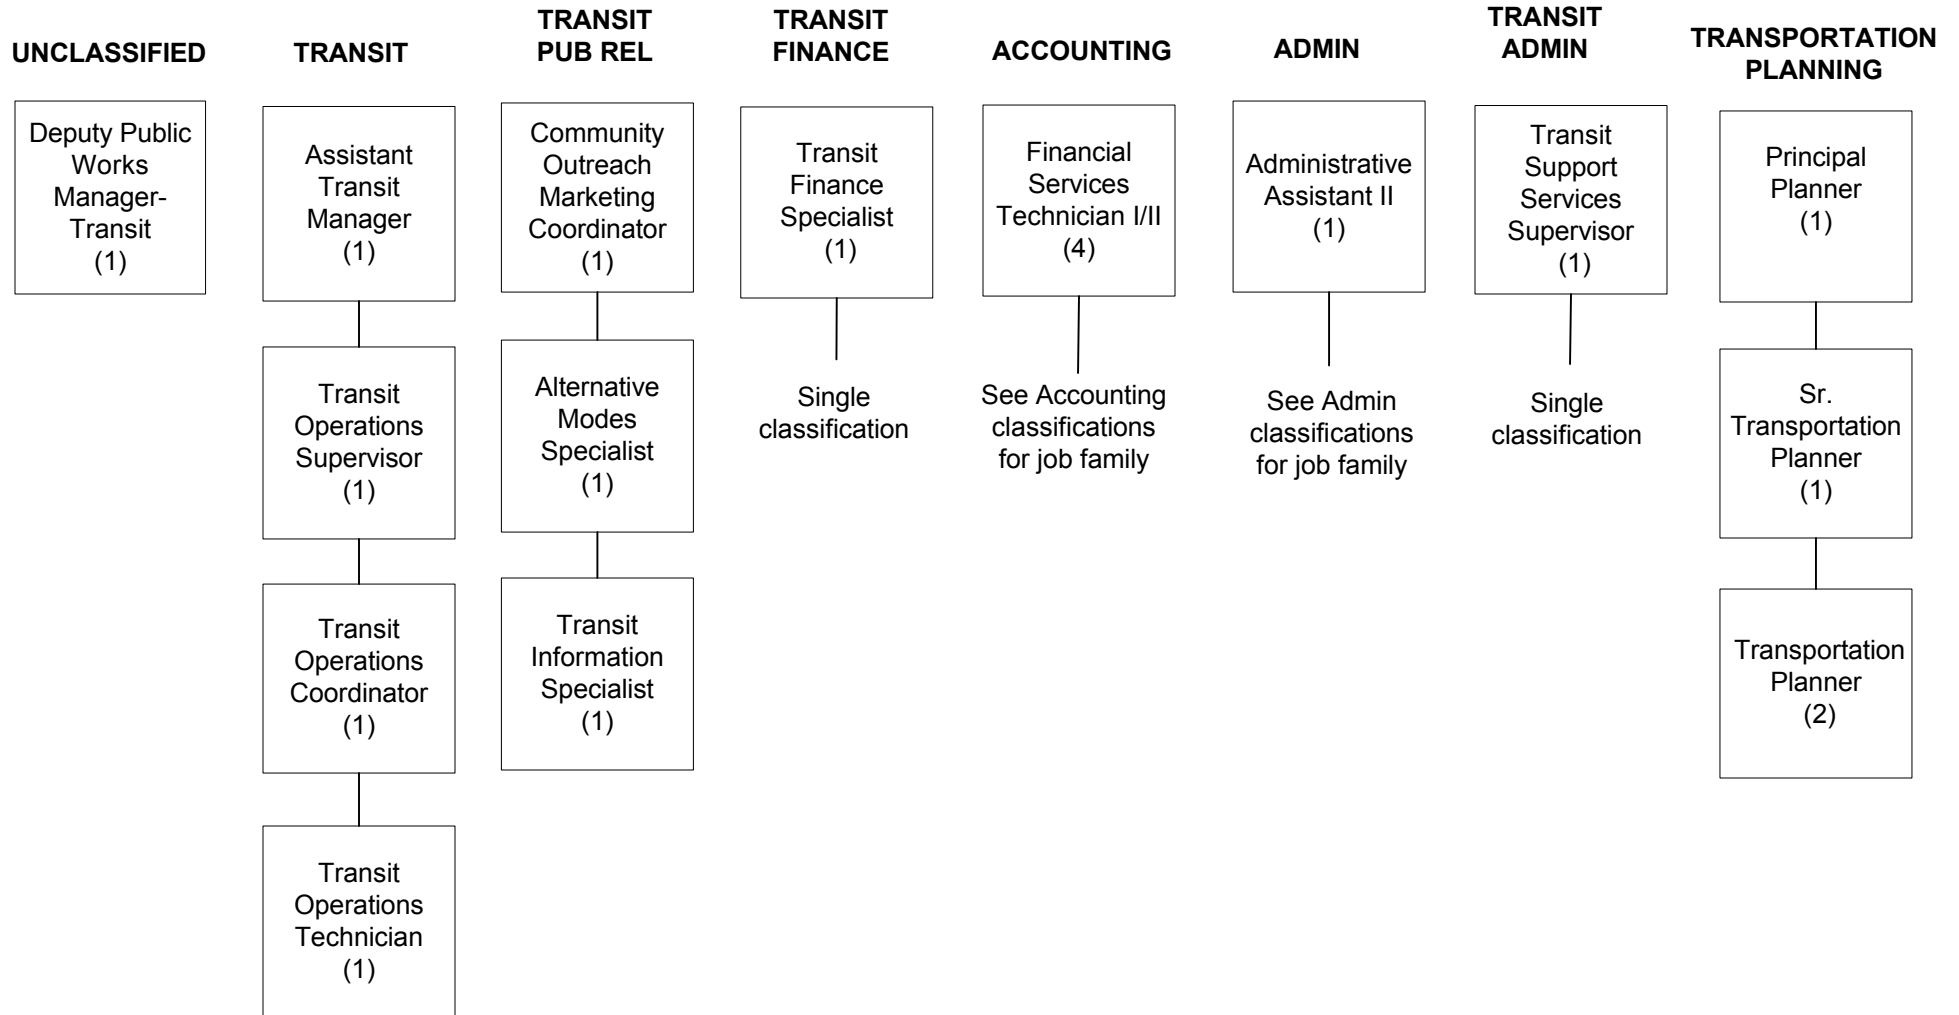 UNCLASSIFIED
Deputy Public
Works
Manager-
Transit
(1)
TRANSIT
Assistant
Transit
Manager
(1)
Transit
Operations
Supervisor
(1)
Transit
Operations
Coordinator
(1)
Transit
Operations
Technician
(1)
TRANSIT
PUB REL
Community
Outreach
Marketing
Coordinator
(1)
Alternative
Modes
Specialist
(1)
Transit
Information
Specialist
(1)
TRANSIT
FINANCE
Transit
Finance
Specialist
(1)
Single
classification
ACCOUNTING
Financial
Services
Technician I/II
(4)
See Accounting
classifications
for job family
ADMIN
Administrative
Assistant II
(1)
See Admin
classifications
for job family
TRANSIT
ADMIN
Transit
Support
Services
Supervisor
(1)
Single
classification
TRANSPORTATION
PLANNING
Principal
Planner
(1)
Sr.
Transportation
Planner
(1)
Transportation
Planner
(2)